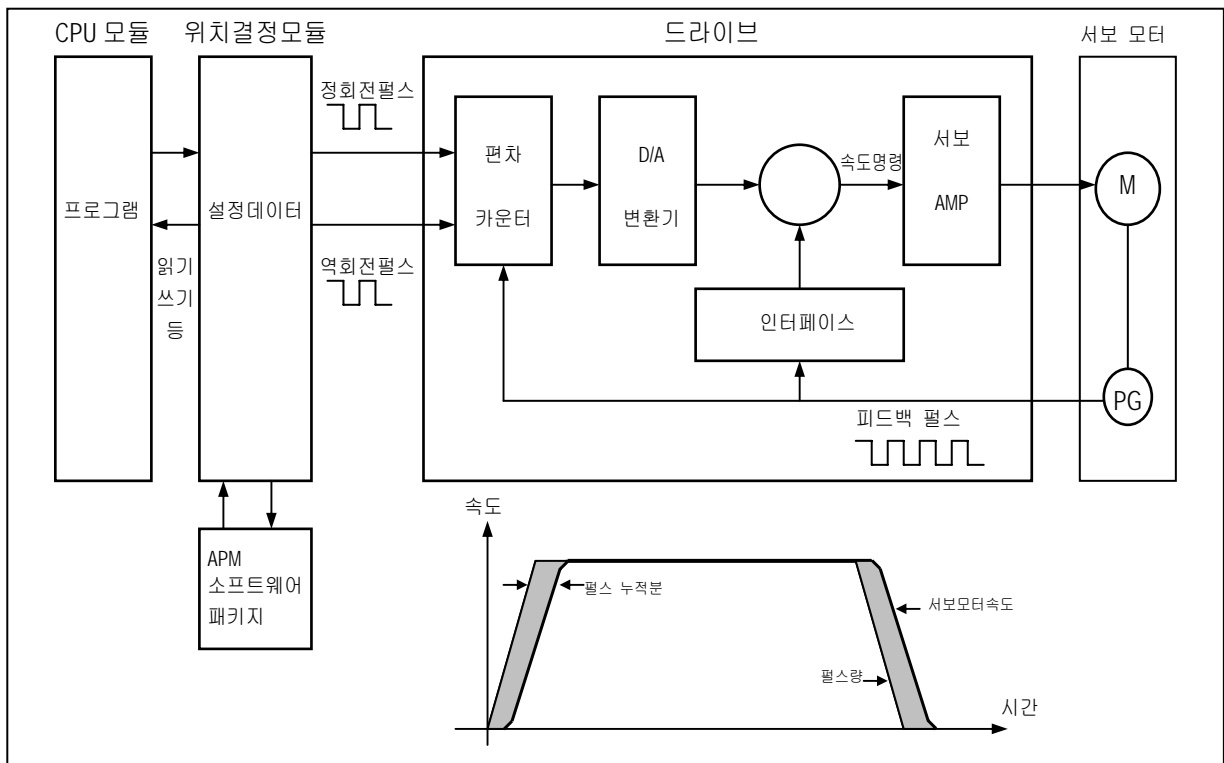 CPU 모듈
위치결정모듈
드라이브
서보 모터
정회전펄스
편차
카운터
D/A
변환기
속도명령
서보
AMP
M
프로그램
설정데이터
역회전펄스
읽기
쓰기
등
인터페이스
PG
피드백 펄스
APM
소프트웨어
패키지
속도
펄스 누적분
서보모터속도
펄스량
시간